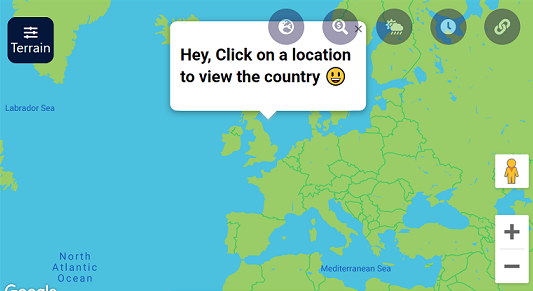 Terrain
Hey, Click on a location
to view the country 😃
Labrador Sea
North
Atlantic
Ocean
Mediterranean Sea
Google